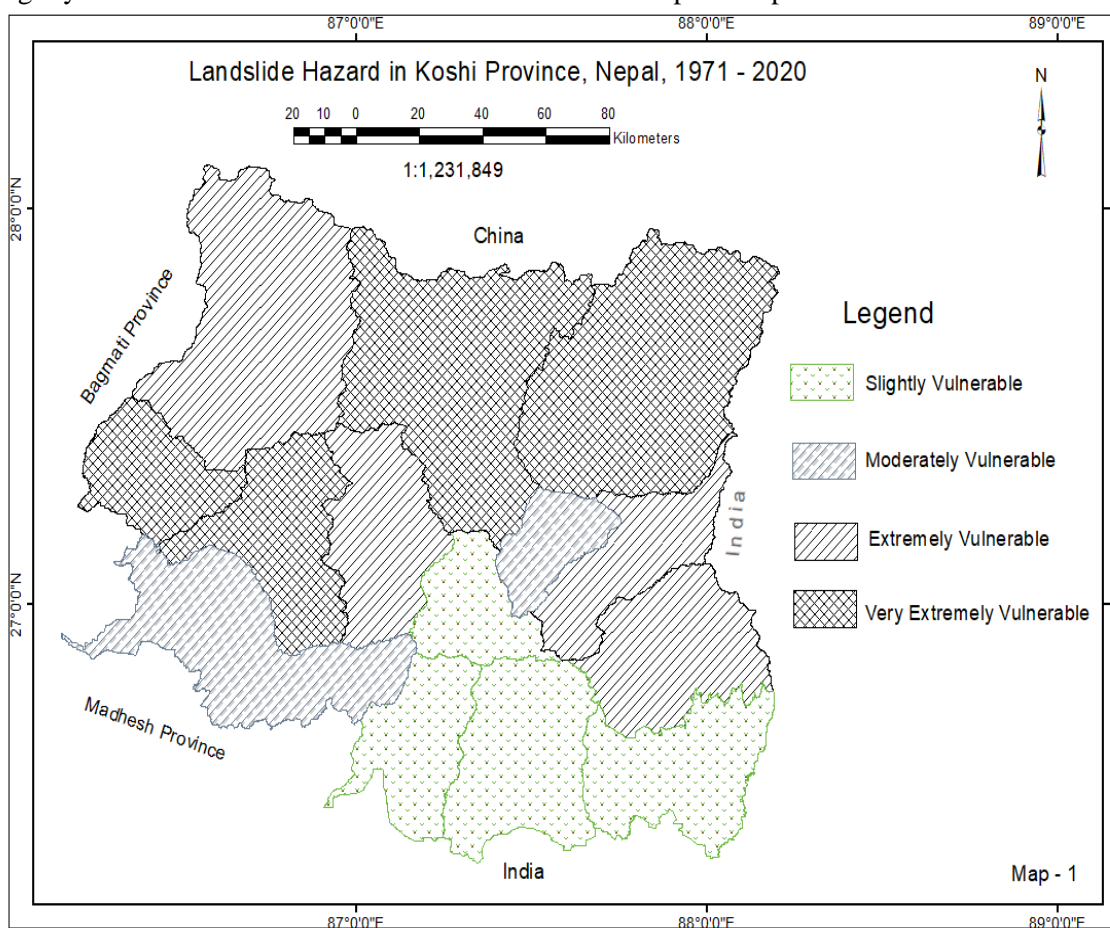 87°0'0"E 88°0'0"E 89°0'0"E
Landslide Hazard in Koshi Province, Nepal, 1971 - 2020
N
20 10 0 20 40 60 80
Kilometers
1:1,231,849
28°0'0"N
China
Bagmati Province
Legend
Slightly Vulnerable
Moderately Vulnerable
India
Extremely Vulnerable
27°0'0"N
Very Extremely Vulnerable
Madhesh Province
India
Map - 1
87°0'0"E 88°0'0"E 89°0'0"E